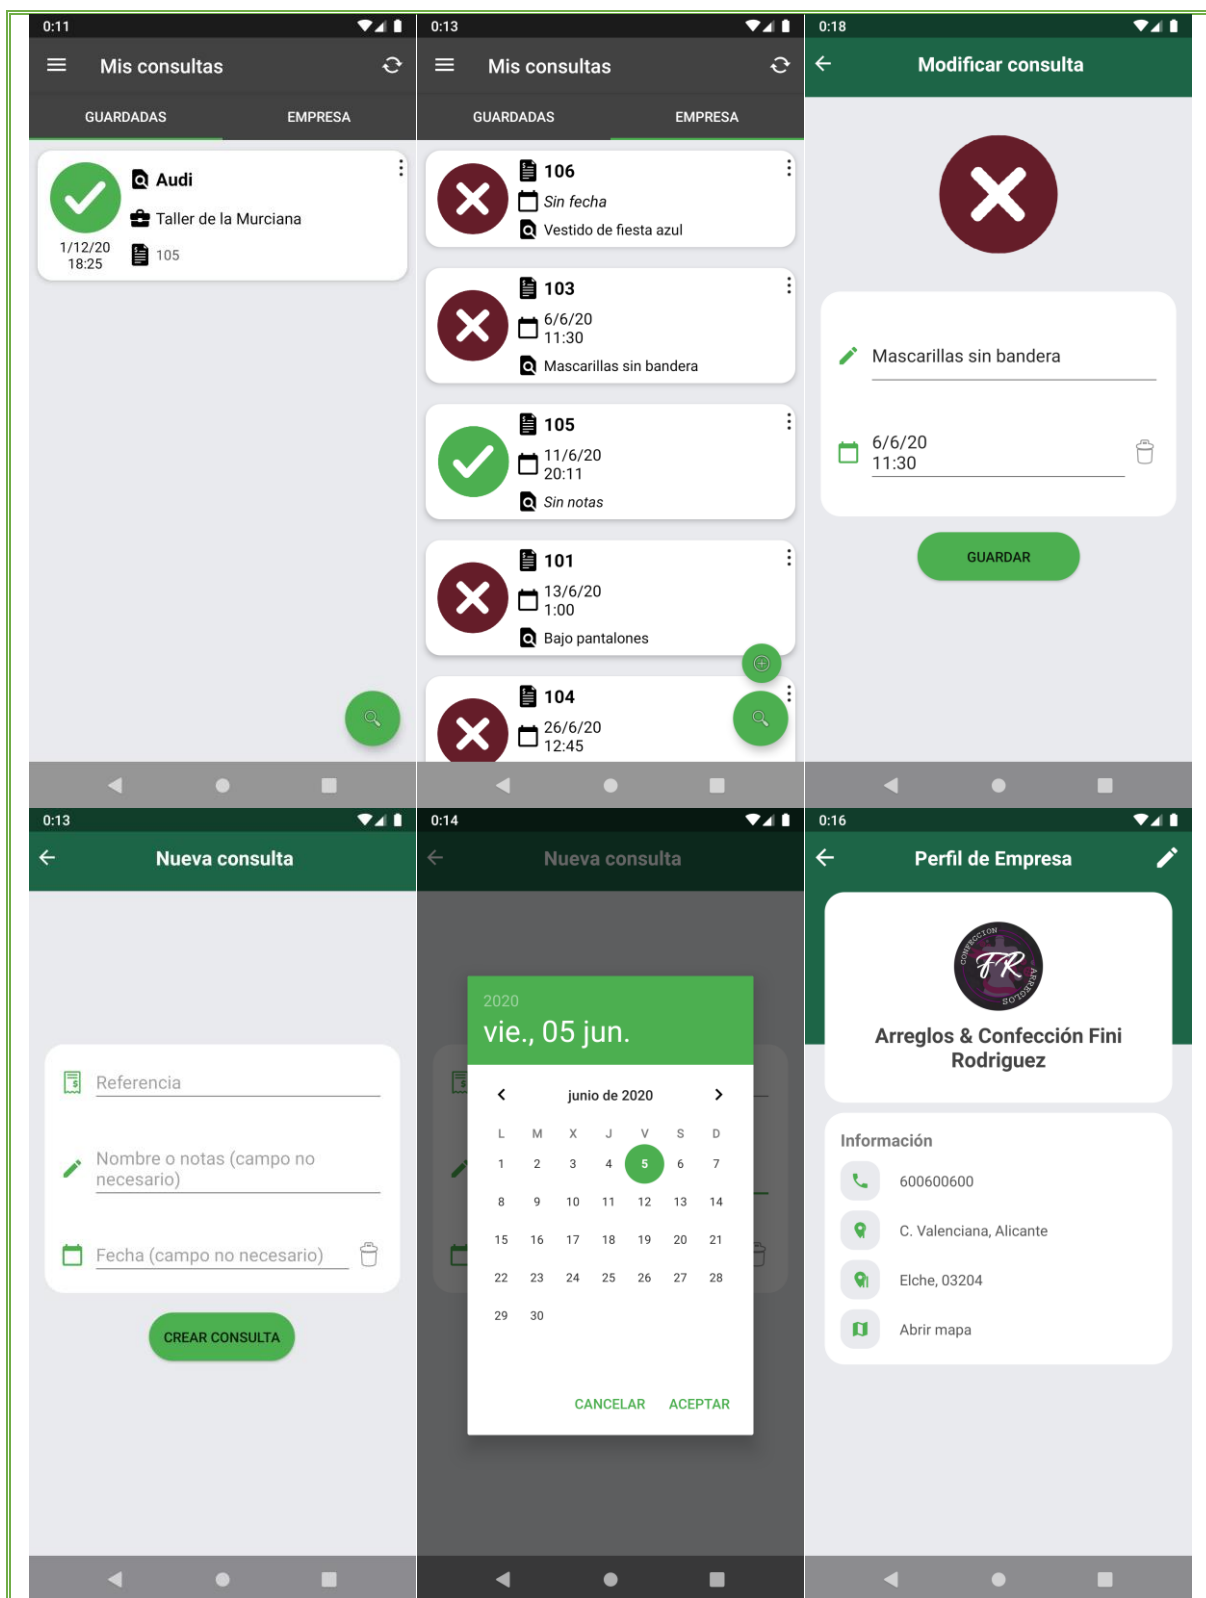 0:11
Mis consultas
GUARDADAS EMPRESA
Audi
Taller de la Murciana
1/12/20
18:25
105
0:13
Mis consultas
GUARDADAS EMPRESA
106
Sin fecha
Vestido de fiesta azul
103
6/6/20
11:30
Mascarillas sin bandera
105
11/6/20
20:11
Sin notas
101
13/6/20
1:00
Bajo pantalones
104
26/6/20
12:45
0:18
Modificar consulta
Mascarillas sin bandera
6/6/20
11:30
GUARDAR
0:13
Nueva consulta
Referencia
Nombre o notas (campo no
necesario)
Fecha (campo no necesario)
CREAR CONSULTA
0:14
Nueva consulta
2020
vie., 05 jun.
junio de 2020
L M X J V S D
1 2 3 4 5 6 7
8 9 10 11 12 13 14
15 16 17 18 19 20 21
22 23 24 25 26 27 28
29 30
CANCELAR ACEPTAR
0:16
Perfil de Empresa
CONFECCION
FR
ARREGLOS
Arreglos & Confección Fini
Rodriguez
Información
600600600
C. Valenciana, Alicante
Elche, 03204
Abrir mapa